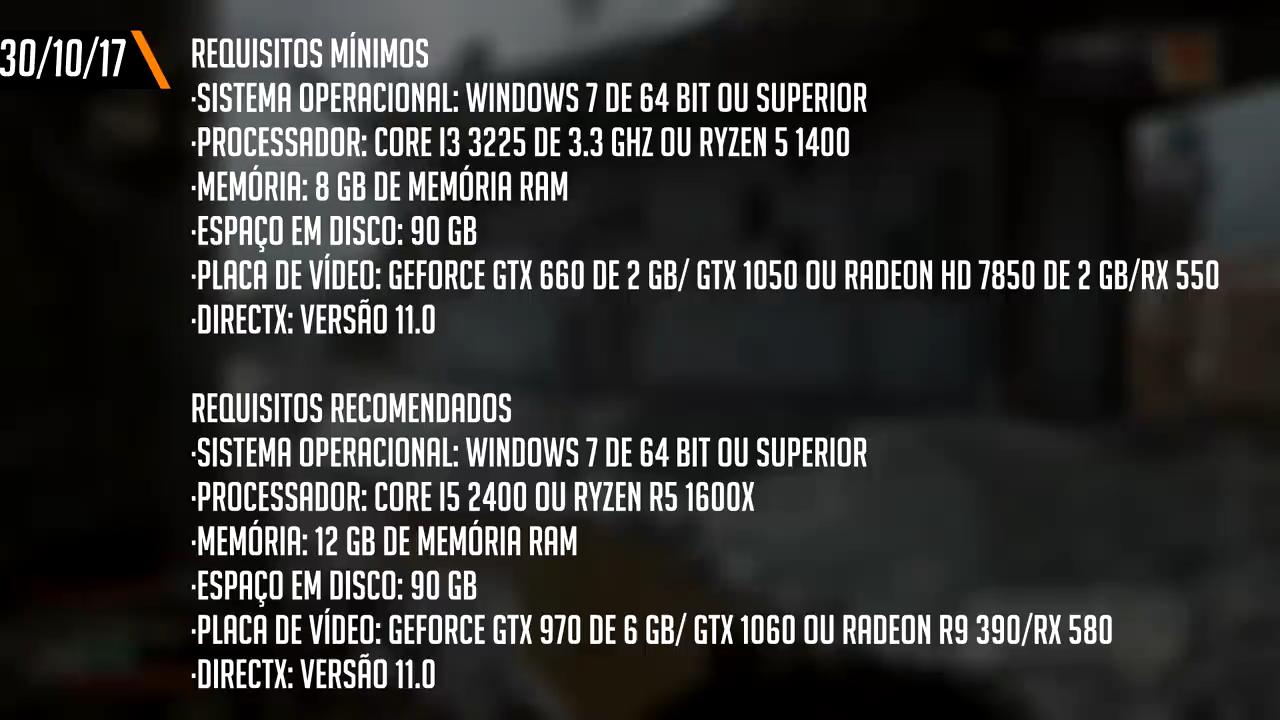 30/10/17
REQUISITOS MÍNIMOS
·SISTEMA OPERACIONAL: WINDOWS 7 DE 64 BIT OU SUPERIOR
·PROCESSADOR: CORE I3 3225 DE 3.3 GHZ OU RYZEN 5 1400
·MEMÓRIA: 8 GB DE MEMÓRIA RAM
·ESPAÇO EM DISCO: 90 GB
·PLACA DE VÍDEO: GEFORCE GTX 660 DE 2 GB/ GTX 1050 OU RADEON HD 7850 DE 2 GB/RX 550
·DIRECTX: VERSÃO 11.0
REQUISITOS RECOMENDADOS
·SISTEMA OPERACIONAL: WINDOWS 7 DE 64 BIT OU SUPERIOR
·PROCESSADOR: CORE I5 2400 OU RYZEN R5 1600X
·MEMÓRIA: 12 GB DE MEMÓRIA RAM
·ESPAÇO EM DISCO: 90 GB
·PLACA DE VÍDEO: GEFORCE GTX 970 DE 6 GB/ GTX 1060 OU RADEON R9 390/RX 580
·DIRECTX: VERSÃO 11.0